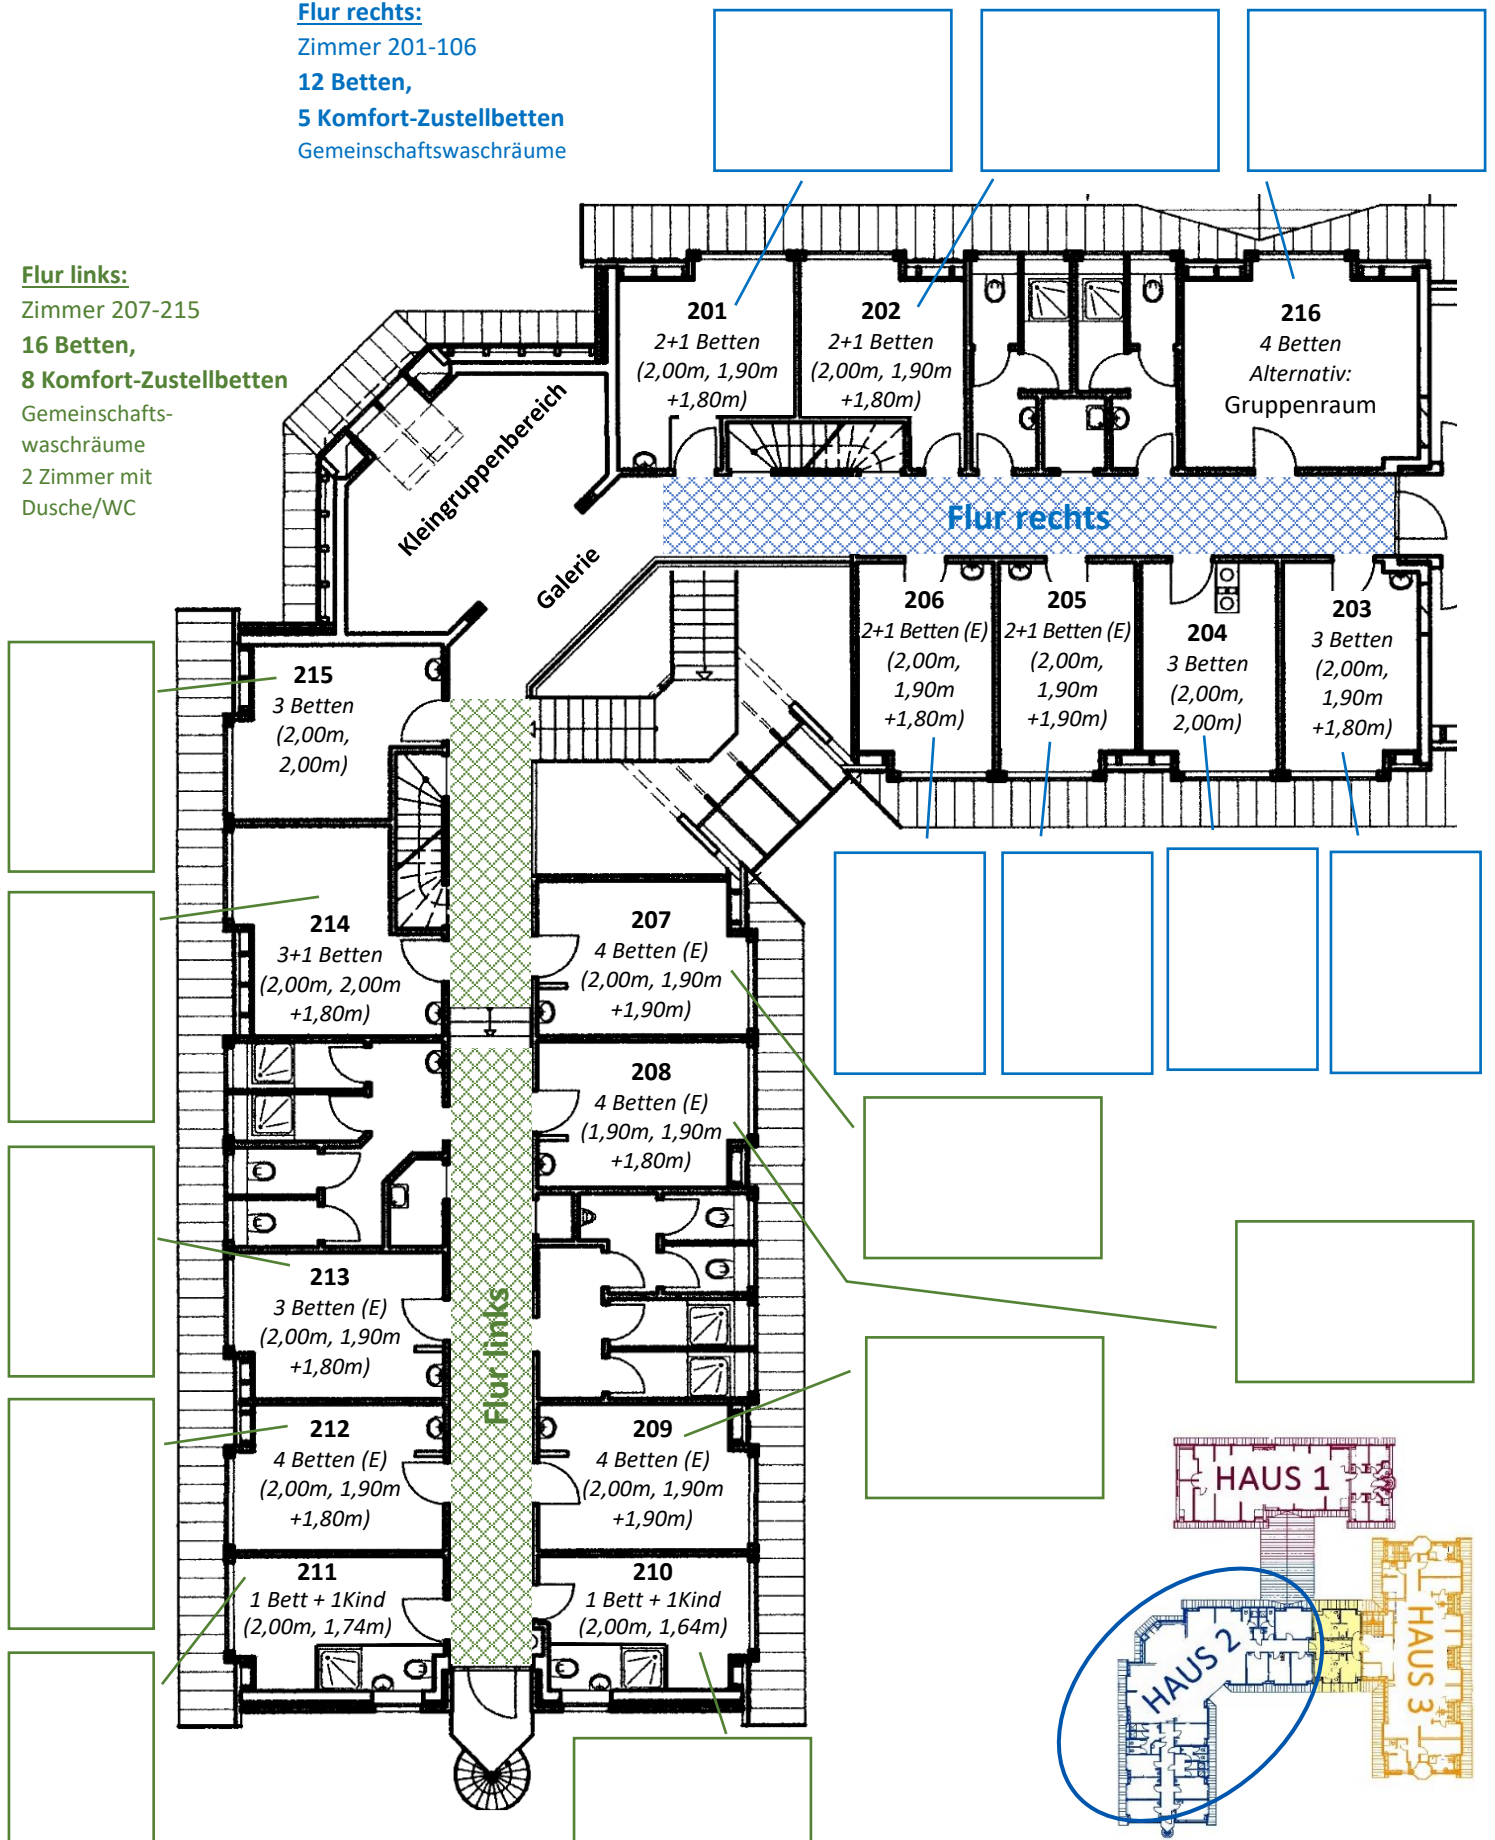 Flur rechts:
Zimmer 201-106
12 Betten,
5 Komfort-Zustellbetten
Gemeinschaftswaschräume
Flur links:
Zimmer 207-215
16 Betten,
8 Komfort-Zustellbetten
Gemeinschafts-
waschräume
2 Zimmer mit
Dusche/WC
201
2+1 Betten
(2,00m, 1,90m
+1,80m)
202
2+1 Betten
(2,00m, 1,90m
+1,80m)
216
4 Betten
Alternativ:
Gruppenraum
Kleingruppenbereich
Galerie
Flur rechts
206
2+1 Betten (E)
(2,00m,
1,90m
+1,80m)
205
2+1 Betten (E)
(2,00m,
1,90m
+1,90m)
204
3 Betten
(2,00m,
2,00m)
203
3 Betten
(2,00m,
1,90m
+1,80m)
215
3 Betten
(2,00m,
2,00m)
214
3+1 Betten
(2,00m, 2,00m
+1,80m)
207
4 Betten (E)
(2,00m, 1,90m
+1,90m)
208
4 Betten (E)
(1,90m, 1,90m
+1,80m)
213
3 Betten (E)
(2,00m, 1,90m
+1,80m)
Flur links
212
4 Betten (E)
(2,00m, 1,90m
+1,80m)
209
4 Betten (E)
(2,00m, 1,90m
+1,90m)
211
1 Bett + 1Kind
(2,00m, 1,74m)
210
1 Bett + 1Kind
(2,00m, 1,64m)
HAUS 1
HAUS 2
HAUS 3